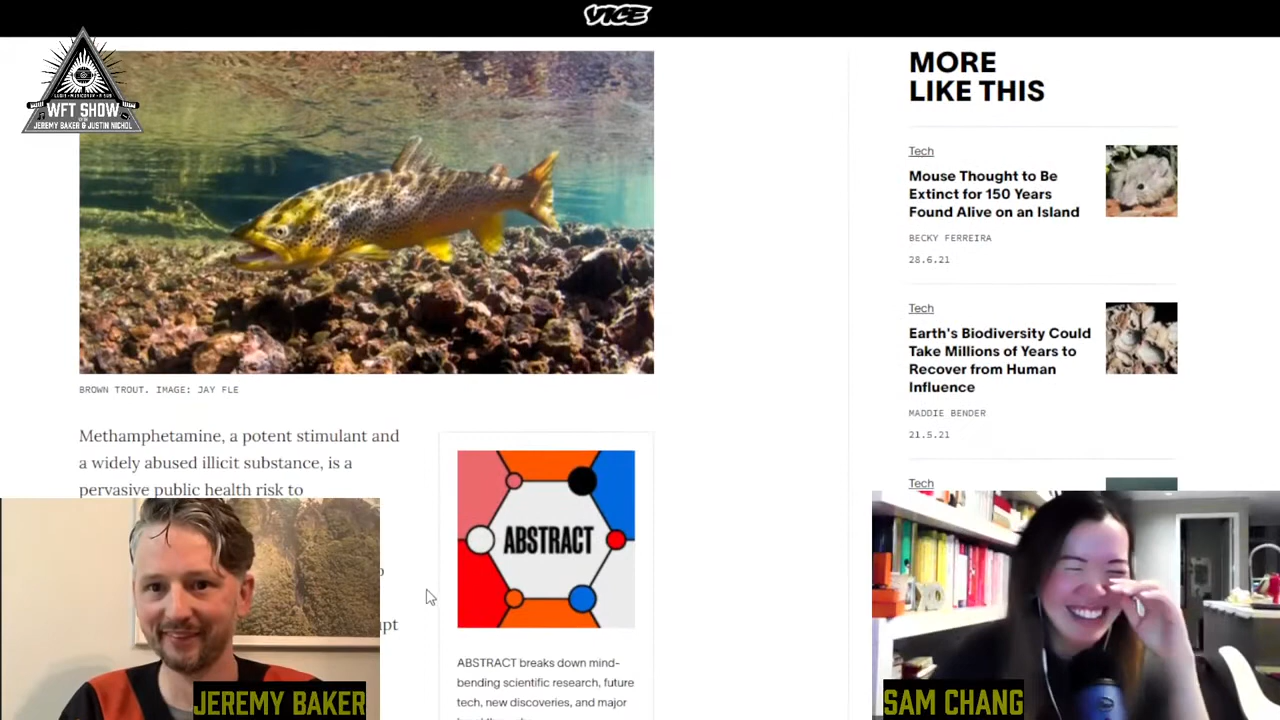 VICE
WFT SHOW
JEREMY BAKER & JUSTIN NICHOL
BROWN TROUT. IMAGE: JAY FLE
Methamphetamine, a potent stimulant and
a widely abused illicit substance, is a
pervasive public health risk to
ABSTRACT
ABSTRACT breaks down mind-
bending scientific research, future
tech, new discoveries, and major
MORE
LIKE THIS
Tech
Mouse Thought to Be
Extinct for 150 Years
Found Alive on an Island
BECKY FERREIRA
28.6.21
Tech
Earth's Biodiversity Could
Take Millions of Years to
Recover from Human
Influence
MADDIE BENDER
21.5.21
Tech
JEREMY BAKER
SAM CHANG